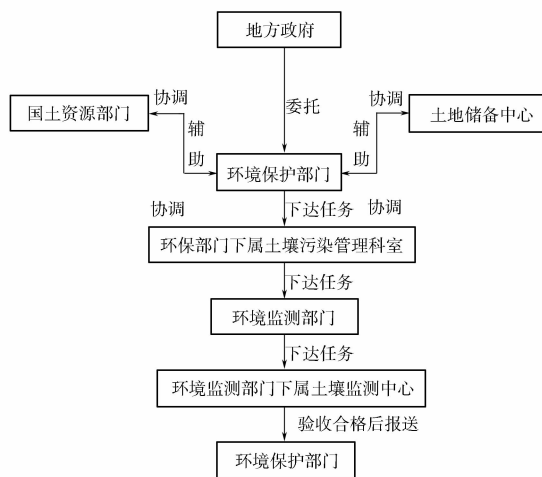 地方政府
协调
委托
协调
国土资源部门
辅助
辅助
土地储备中心
环境保护部门
协调
下达任务
协调
环保部门下属土壤污染管理科室
下达任务
环境监测部门
下达任务
环境监测部门下属土壤监测中心
验收合格后报送
环境保护部门